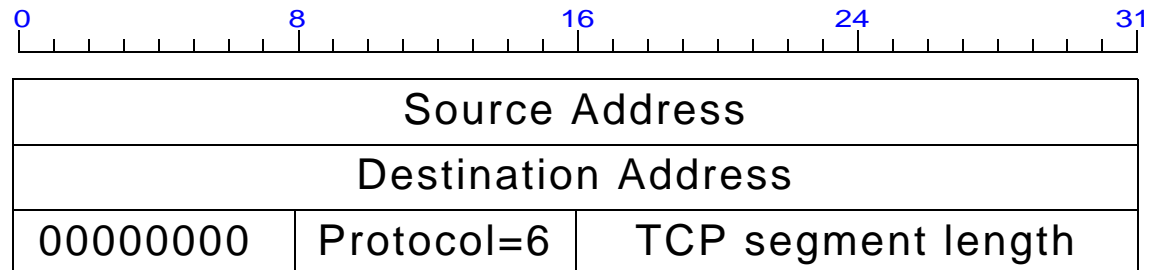 0 8 16 24 31
Source Address
Destination Address
00000000 Protocol=6 TCP segment length